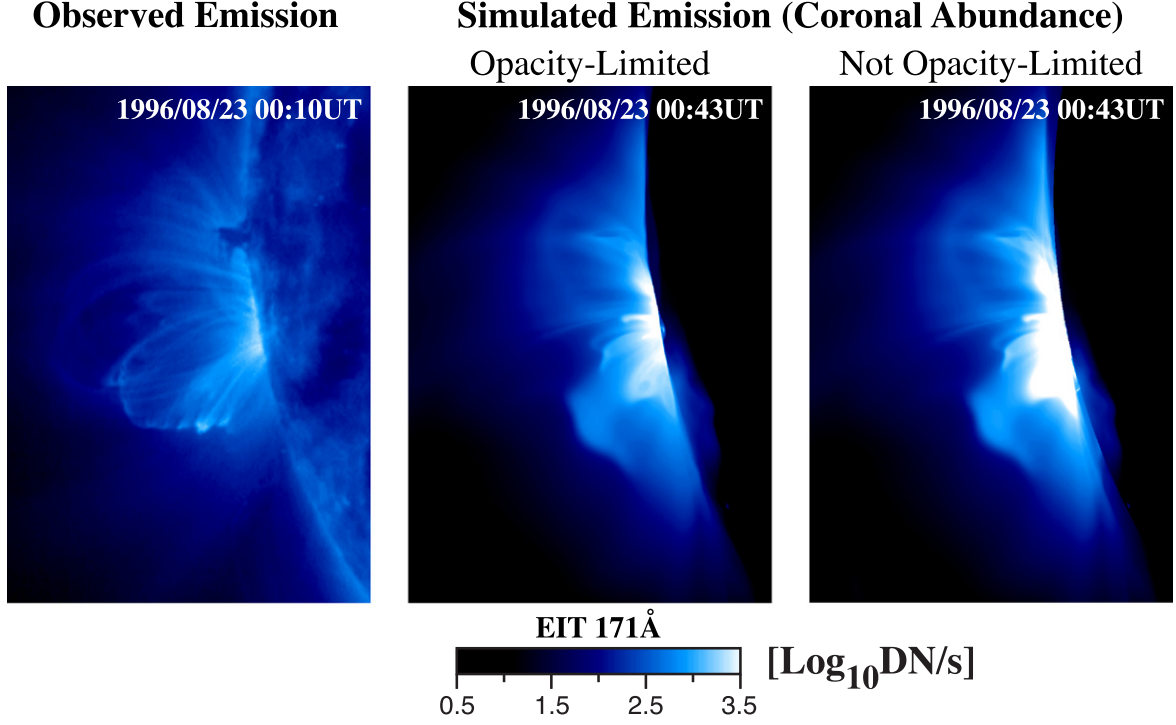 Observed Emission
Simulated Emission (Coronal Abundance)
Opacity-Limited
Not Opacity-Limited
1996/08/23 00:10UT
1996/08/23 00:43UT
1996/08/23 00:43UT
EIT 171Å
[Log10DN/s]
0.5 1.5 2.5 3.5